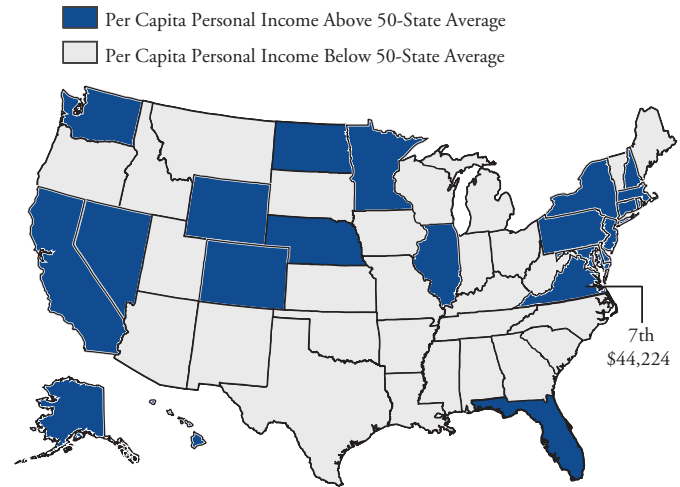 Per Capita Personal Income Above 50-State Average
Per Capita Personal Income Below 50-State Average
7th
$44,224